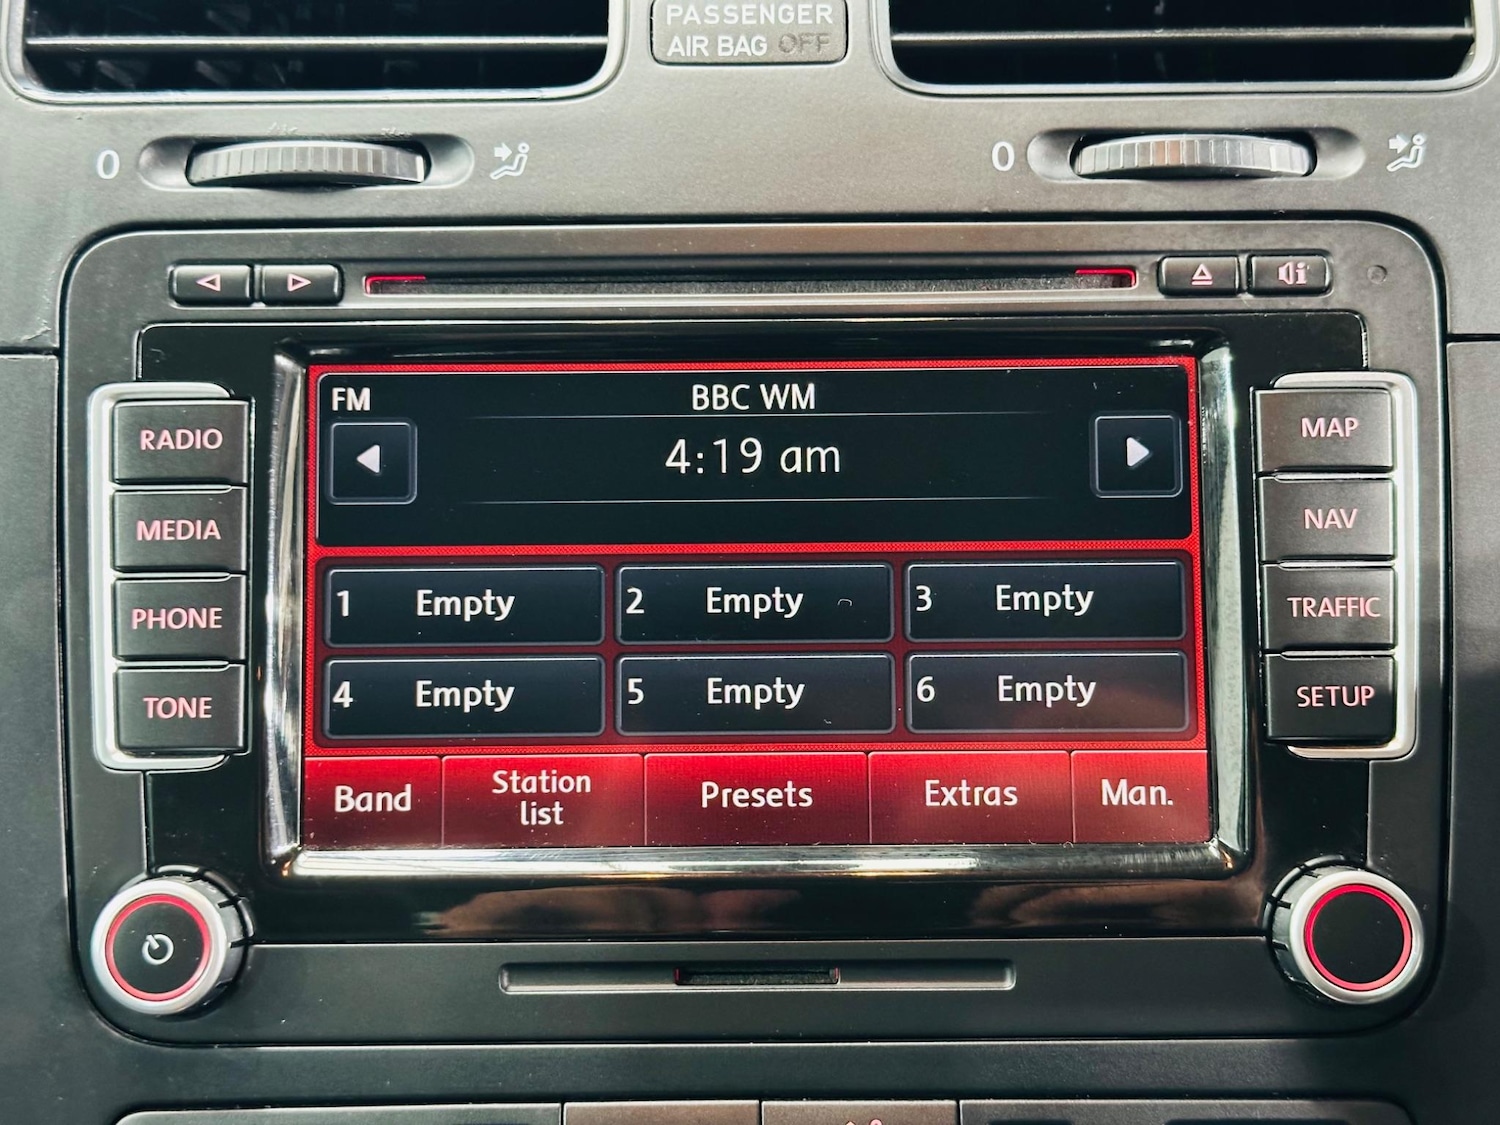 PASSENGER
AIR BAG OFF
0
0
FM
BBC WM
4:19 am
RADIO
MEDIA
PHONE
TONE
MAP
NAV
TRAFFIC
SETUP
1 Empty
2 Empty
3 Empty
4 Empty
5 Empty
6 Empty
Band
Station
list
Presets
Extras
Man.